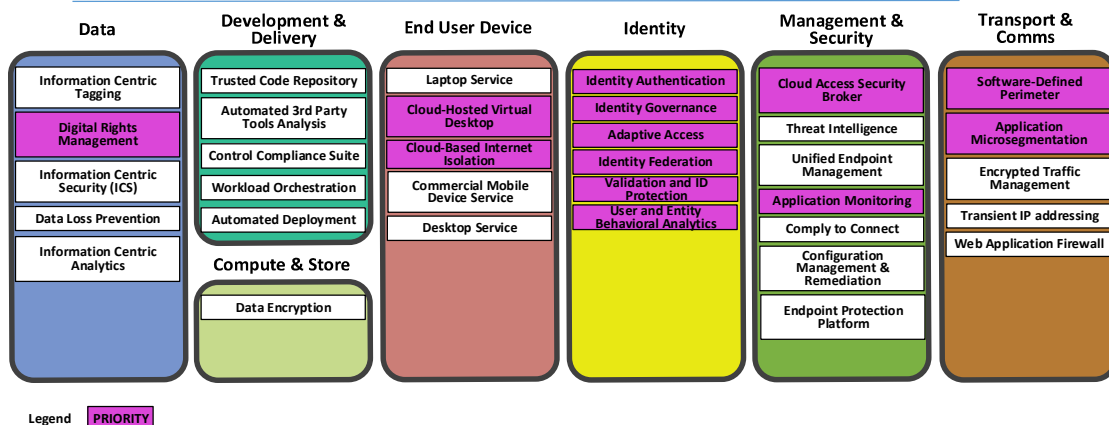 Data
Information Centric
Tagging
Digital Rights
Management
Information Centric
Security (ICS)
Data Loss Prevention
Information Centric
Analytics
Development &
Delivery
Trusted Code Repository
Automated 3rd Party
Tools Analysis
Control Compliance Suite
Workload Orchestration
Automated Deployment
Compute & Store
Data Encryption
End User Device
Laptop Service
Cloud-Hosted Virtual
Desktop
Cloud-Based Internet
Isolation
Commercial Mobile
Device Service
Desktop Service
Identity
Identity Authentication
Identity Governance
Adaptive Access
Identity Federation
Validation and ID
Protection
User and Entity
Behavioral Analytics
Management &
Security
Cloud Access Security
Broker
Threat Intelligence
Unified Endpoint
Management
Application Monitoring
Comply to Connect
Configuration
Management &
Remediation
Endpoint Protection
Platform
Transport &
Comms
Software-Defined
Perimeter
Application
Microsegmentation
Encrypted Traffic
Management
Transient IP addressing
Web Application Firewall
Legend PRIORITY